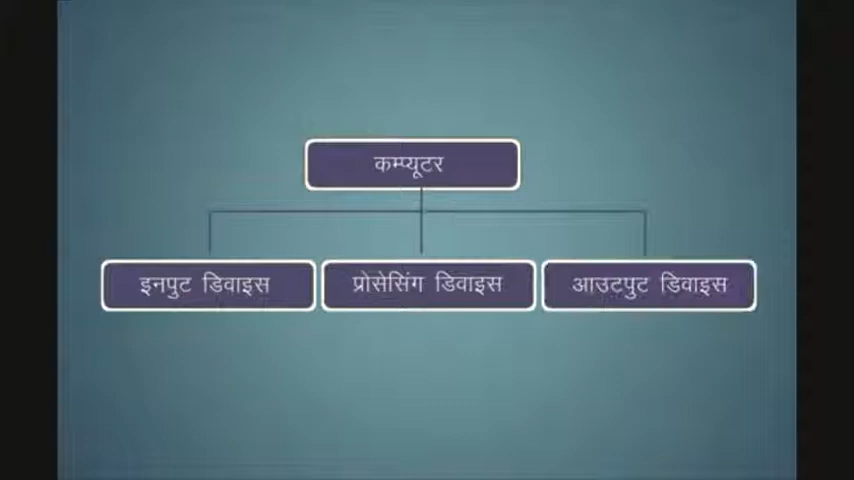 कम्प्यूटर
इनपुट डिवाइस
प्रोसेसिंग डिवाइस
आउटपुट डिवाइस